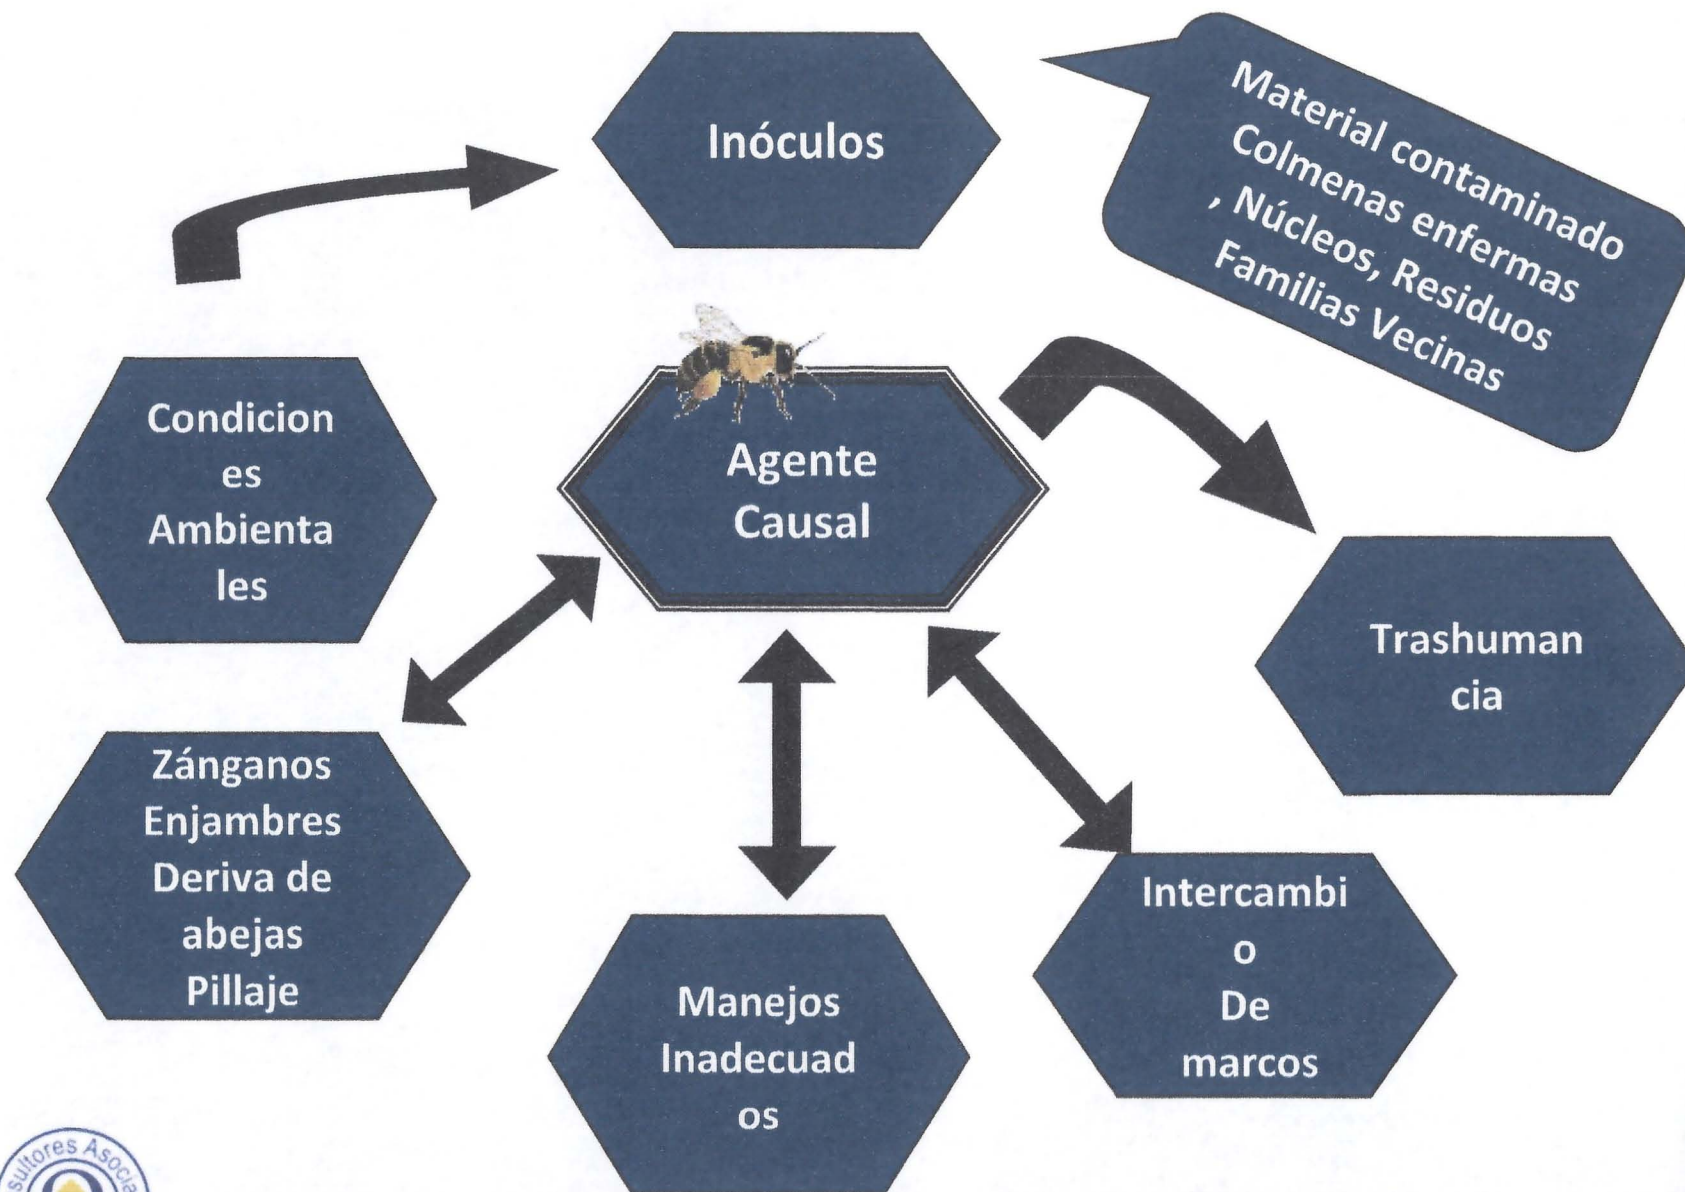 Inóculos
Material contaminado
Colmenas enfermas
, Núcleos, Residuos
Familias Vecinas
Condicion
es
Ambienta
les
Agente
Causal
Trashuman
cia
Zánganos
Enjambres
Deriva de
abejas
Pillaje
Manejos
Inadecuad
os
Intercambi
o
De
marcos